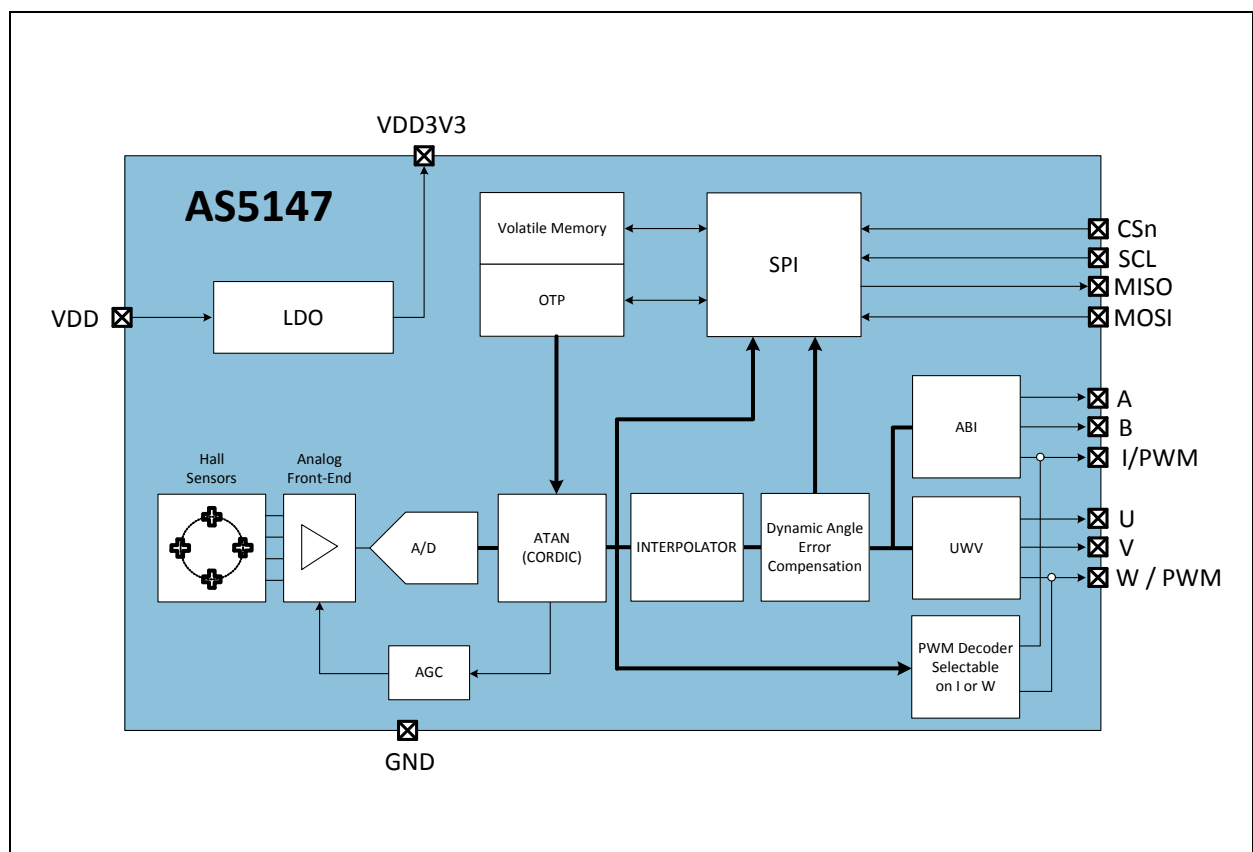 VDD3V3
AS5147
Volatile Memory
OTP
SPI
CSn
SCL
MISO
MOSI
VDD
LDO
A
B
I/PWM
ABI
Hall
Sensors
Analog
Front-End
A/D
ATAN
(CORDIC)
INTERPOLATOR
Dynamic Angle
Error
Compensation
UWV
U
V
W / PWM
AGC
PWM Decoder
Selectable
on I or W
GND